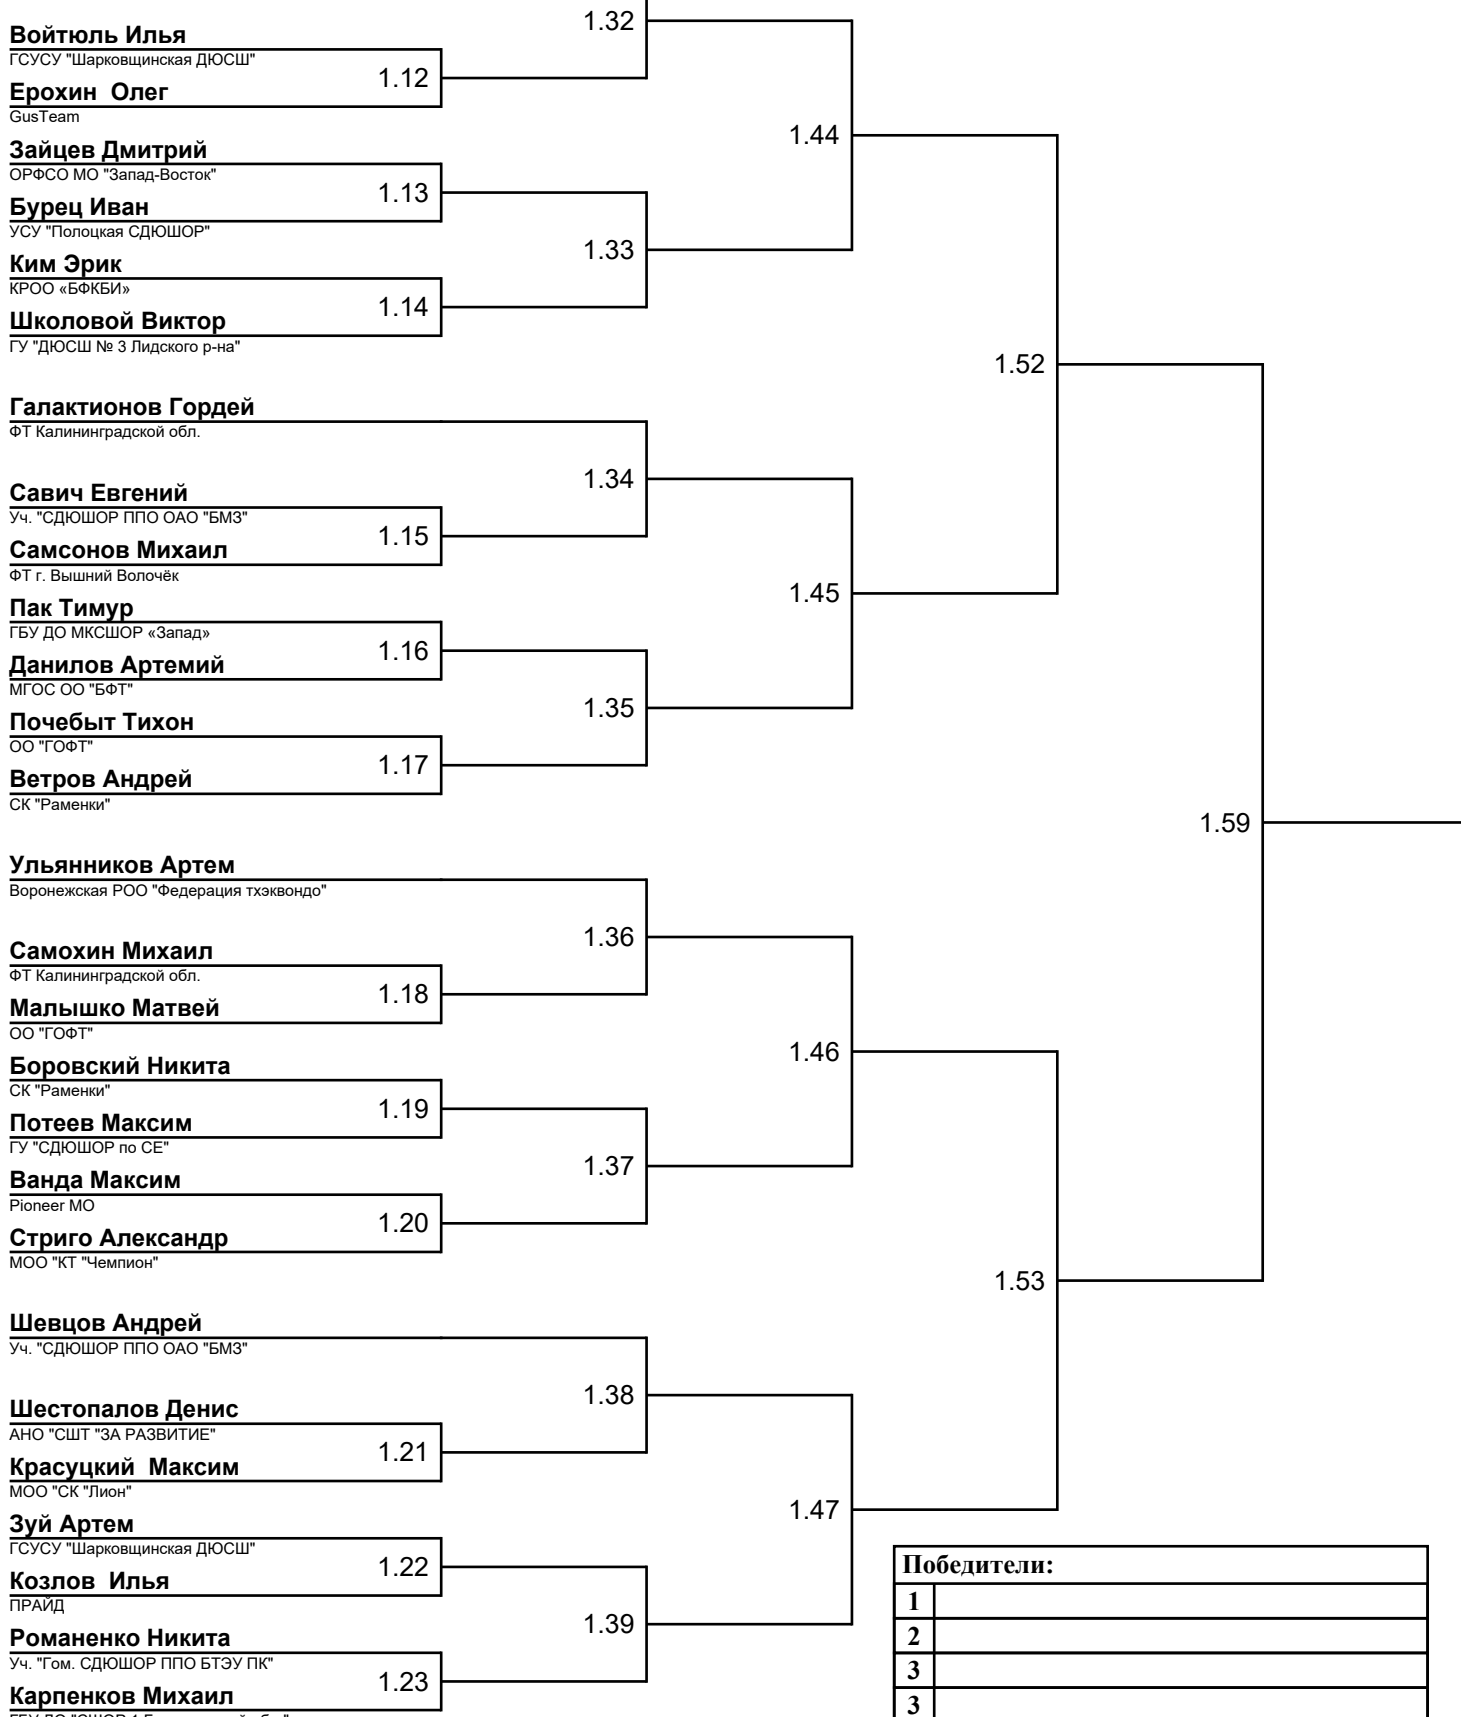 1.32
Войтюль Илья
ГСУСУ "Шарковщинская ДЮСШ"
1.12
Ерохин  Олег
GusTeam
1.44
Зайцев Дмитрий
ОРФСО МО "Запад-Восток"
1.13
Бурец Иван
УСУ "Полоцкая СДЮШОР"
1.33
Ким Эрик
КРОО «БФКБИ»
1.14
Школовой Виктор
ГУ "ДЮСШ № 3 Лидского р-на"
1.52
Галактионов Гордей
ФТ Калининградской обл.
1.34
Савич Евгений
Уч. "СДЮШОР ППО ОАО "БМЗ"
1.15
Самсонов Михаил
ФТ г. Вышний Волочёк
1.45
Пак Тимур
ГБУ ДО МКСШОР «Запад»
1.16
Данилов Артемий
МГОС ОО "БФТ"
1.35
Почебыт Тихон
ОО "ГОФТ"
1.17
Ветров Андрей
СК "Раменки"
1.59
Ульянников Артем
Воронежская РОО "Федерация тхэквондо"
1.36
Самохин Михаил
ФТ Калининградской обл.
1.18
Малышко Матвей
ОО "ГОФТ"
1.46
Боровский Никита
СК "Раменки"
1.19
Потеев Максим
ГУ "СДЮШОР по СЕ"
1.37
Ванда Максим
Pioneer МО
1.20
Стриго Александр
МОО "КТ "Чемпион"
1.53
Шевцов Андрей
Уч. "СДЮШОР ППО ОАО "БМЗ"
1.38
Шестопалов Денис
АНО "СШТ "ЗА РАЗВИТИЕ"
1.21
Красуцкий  Максим
МОО "СК "Лион"
1.47
Зуй Артем
ГСУСУ "Шарковщинская ДЮСШ"
1.22
Козлов  Илья
ПРАЙД
1.39
Романенко Никита
Уч. "Гом. СДЮШОР ППО БТЭУ ПК"
1.23
Карпенков Михаил
Победители:
1
2
3
3